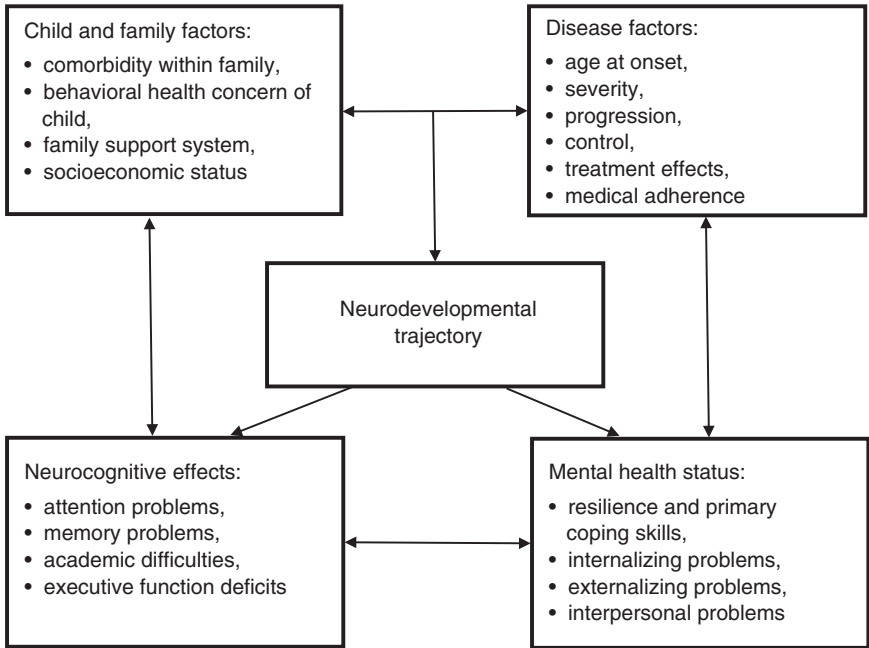 Child and family factors:
• comorbidity within family,
• behavioral health concern of
child,
• family support system,
• socioeconomic status
Disease factors:
• age at onset,
• severity,
• progression,
• control,
• treatment effects,
• medical adherence
Neurodevelopmental
trajectory
Neurocognitive effects:
• attention problems,
• memory problems,
• academic difficulties,
• executive function deficits
Mental health status:
• resilience and primary
coping skills,
• internalizing problems,
• externalizing problems,
• interpersonal problems